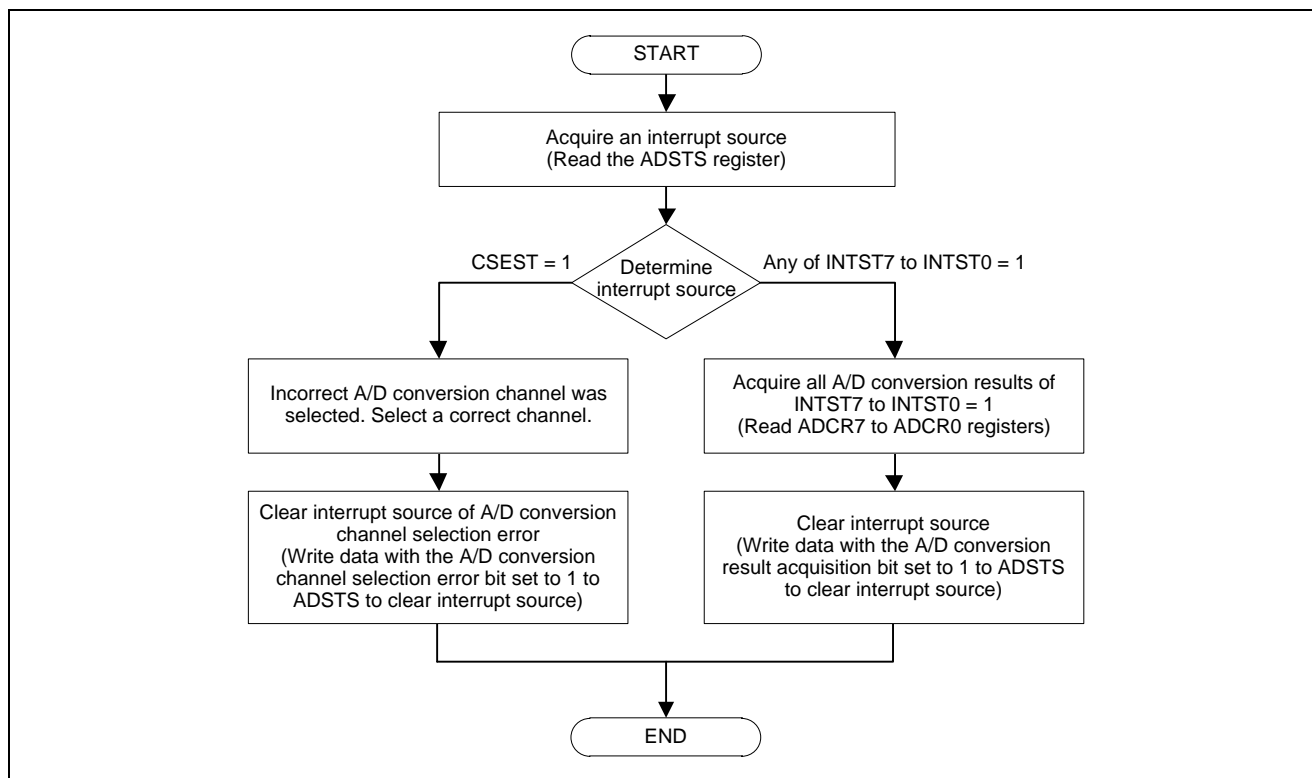 START
Acquire an interrupt source
(Read the ADSTS register)
CSEST = 1
Determine
interrupt source
Any of INTST7 to INTST0 = 1
Incorrect A/D conversion channel was
selected. Select a correct channel.
Acquire all A/D conversion results of
INTST7 to INTST0 = 1
(Read ADCR7 to ADCR0 registers)
Clear interrupt source of A/D conversion
channel selection error
(Write data with the A/D conversion
channel selection error bit set to 1 to
ADSTS to clear interrupt source)
Clear interrupt source
(Write data with the A/D conversion
result acquisition bit set to 1 to ADSTS
to clear interrupt source)
END